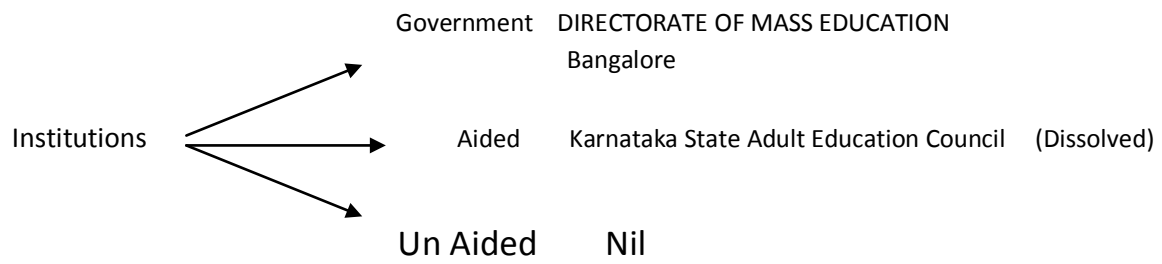 Government DIRECTORATE OF MASS EDUCATION
Bangalore
Institutions Aided Karnataka State Adult Education Council (Dissolved)
Un Aided Nil